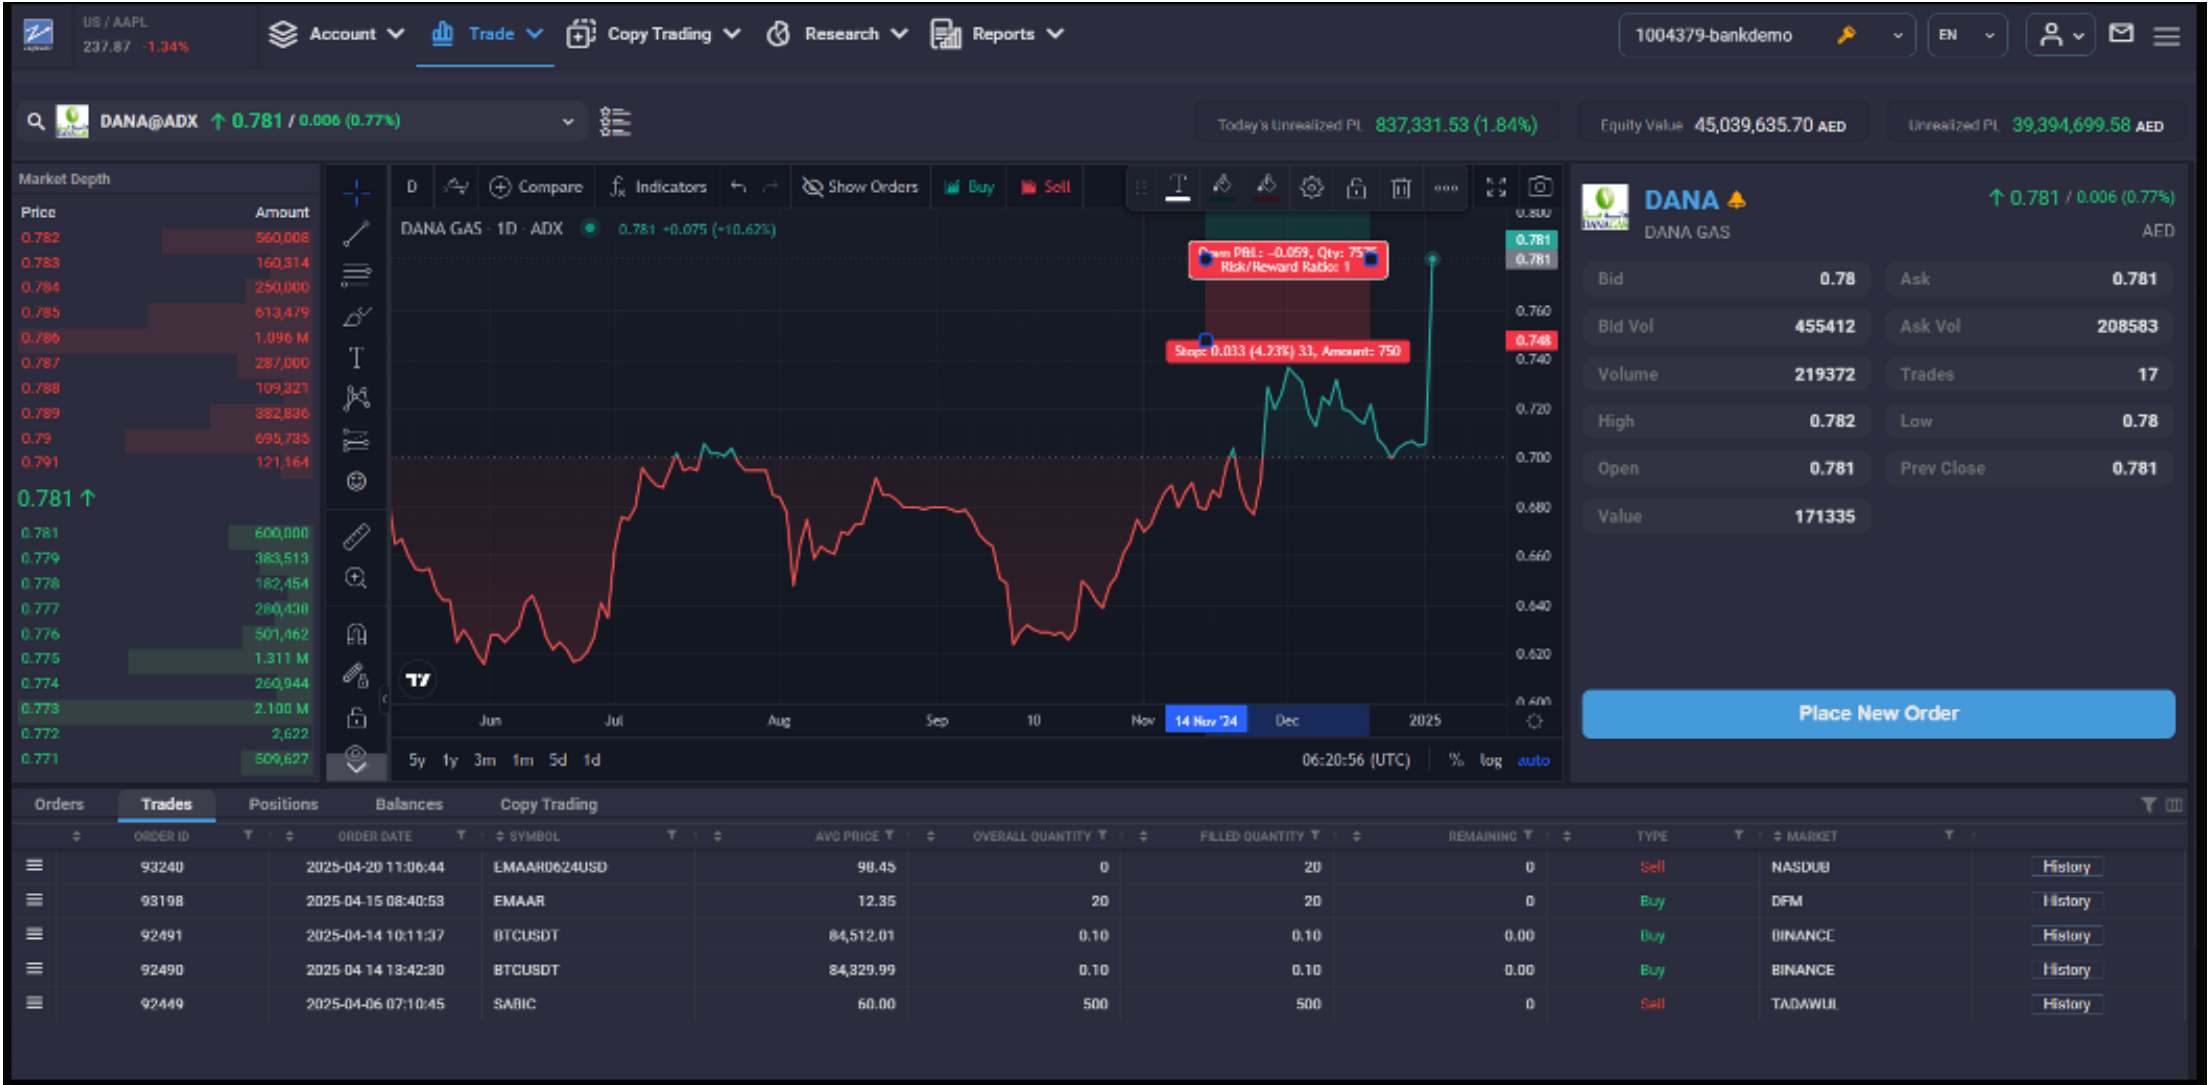 US / AAPL
237.87 -1.34%
Account Trade Copy Trading Research Reports
1004379-bankdemo EN
DANA@ADX 0.781 / 0.006 (0.77%)
Today's Unrealized PL 837,331.53 (1.84%)
Equity Value 45,039,635.70 AED
Unrealized PL 39,394,699.58 AED
Market Depth
Price Amount
0.782 560,008
0.783 160,314
0.784 250,000
0.785 613,479
0.786 1.096 M
0.787 287,000
0.788 109,321
0.789 382,836
0.79 695,735
0.791 121,164
0.781
0.781 600,000
0.779 383,513
0.778 182,454
0.777 280,438
0.776 501,462
0.775 1.311 M
0.774 260,944
0.773 2.100 M
0.772 2,622
0.771 509,627
D Compare Indicators Show Orders Buy Sell
DANA GAS · 1D · ADX 0.781 +0.075 (+10.62%)
P&L: -0.059, Qty:
Risk/Reward Ratio: 1
Stop: 0.033 (4.23%) 33, Amount: 750
0.800
0.781
0.781
0.760
0.748
0.740
0.720
0.700
0.680
0.660
0.640
0.620
0.600
Jun Jul Aug Sep 10 Nov 14 Nov '24 Dec 2025
5y 1y 3m 1m 5d 1d 06:20:56 (UTC) % log auto
DANA 0.781 / 0.006 (0.77%)
DANA GAS AED
Bid 0.78 Ask 0.781
Bid Vol 455412 Ask Vol 208583
Volume 219372 Trades 17
High 0.782 Low 0.78
Open 0.781 Prev Close 0.781
Value 171335
Place New Order
Orders Trades Positions Balances Copy Trading
ORDER ID ORDER DATE SYMBOL AVG PRICE OVERALL QUANTITY FILLED QUANTITY REMAINING TYPE MARKET
93240 2025-04-20 11:06:44 EMAAR0624USD 98.45 0 20 0 Sell NASDUB History
93198 2025-04-15 08:40:53 EMAAR 12.35 20 20 0 Buy DFM History
92491 2025-04-14 10:11:37 BTCUSDT 84,512.01 0.10 0.10 0.00 Buy BINANCE History
92490 2025-04-14 13:42:30 BTCUSDT 84,329.99 0.10 0.10 0.00 Buy BINANCE History
92449 2025-04-06 07:10:45 SABIC 60.00 500 500 0 Sell TADAWUL History